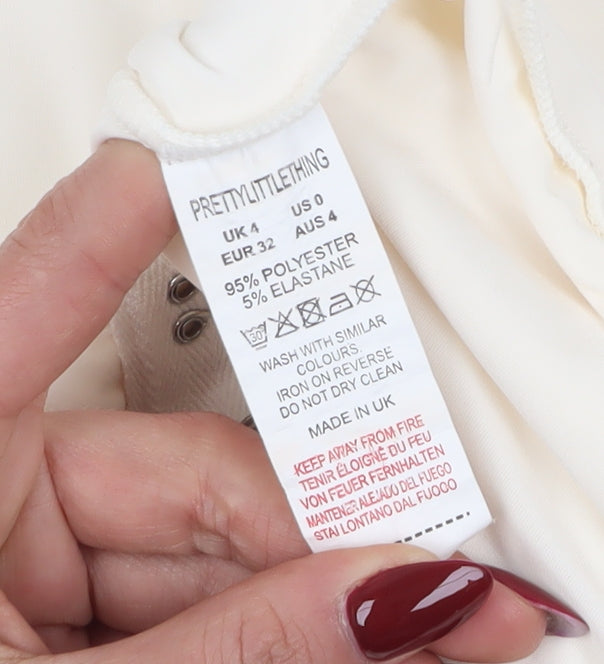 PRETTYLITTLETHING
UK 4 US 0
EUR 32 AUS 4
95% POLYESTER
5% ELASTANE
30
WASH WITH SIMILAR
COLOURS.
IRON ON REVERSE
DO NOT DRY CLEAN
MADE IN UK
KEEP AWAY FROM FIRE
TENIR ÉLOIGNÉ DU FEU
VON FEUER FERNHALTEN
MANTENER ALEJADO DEL FUEGO
STAI LONTANO DAL FUOGO